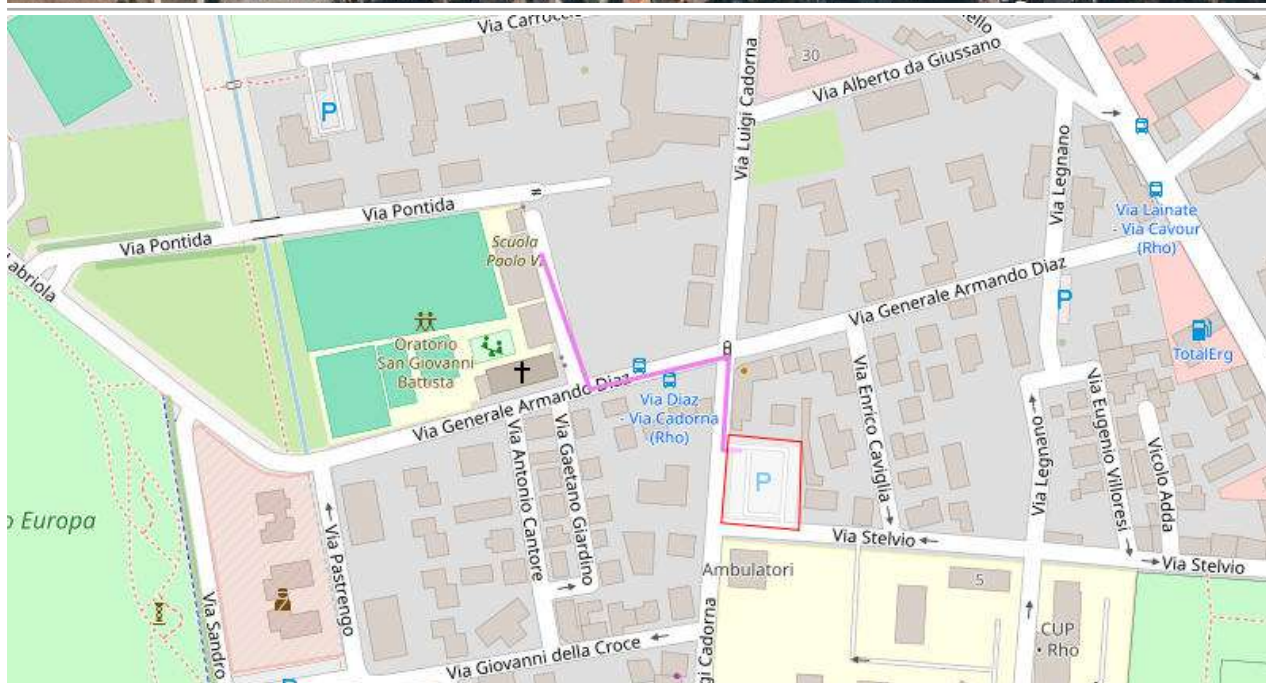 Via Carroccio
30
Via Alberto da Giussano
Via Luigi Cadorna
P
Via Legnano
Via Lainate
- Via Cavour
(Rho)
Via Pontida
Via Pontida
Scuola
Paolo VI
Labriola
Via Generale Armando Diaz
P
TotalErg
Oratorio
San Giovanni
Battista
Via Generale Armando Diaz
Via Diaz
- Via Cadorna
(Rho)
Via Enrico Caviglia
Via Eugenio Villoresi
Vicolo Adda
Via Legnano
Via Antonio Cantore
Via Gaetano Giardino
P
o Europa
Via Pastrengo
Via Stelvio
Via Stelvio
Ambulatori
5
Via Sandro
CUP
• Rho
Via Giovanni della Croce
gi Cadorna